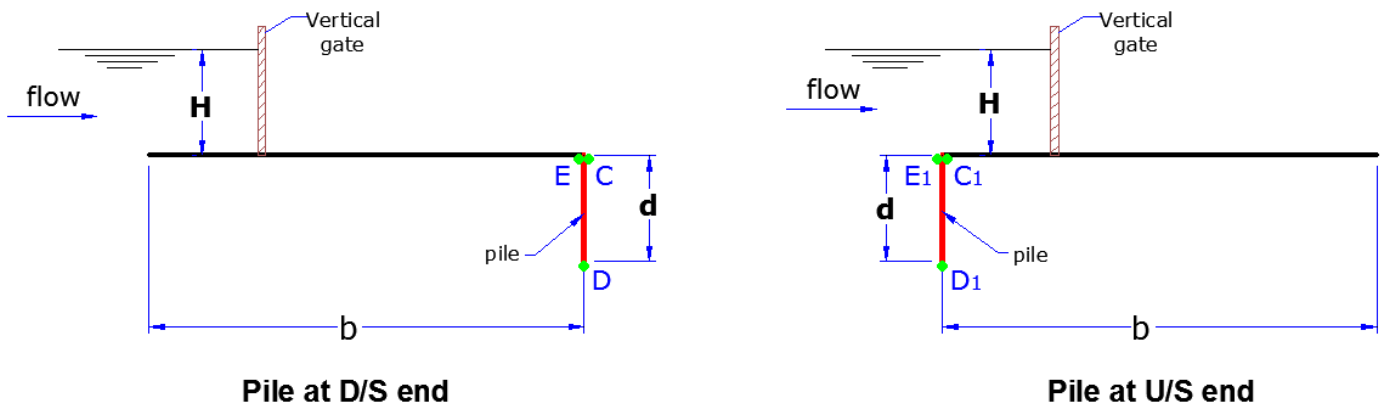 Vertical
gate
flow
H
E
C
d
pile
D
b
Pile at D/S end
Vertical
gate
flow
H
E1
C1
d
pile
D1
b
Pile at U/S end